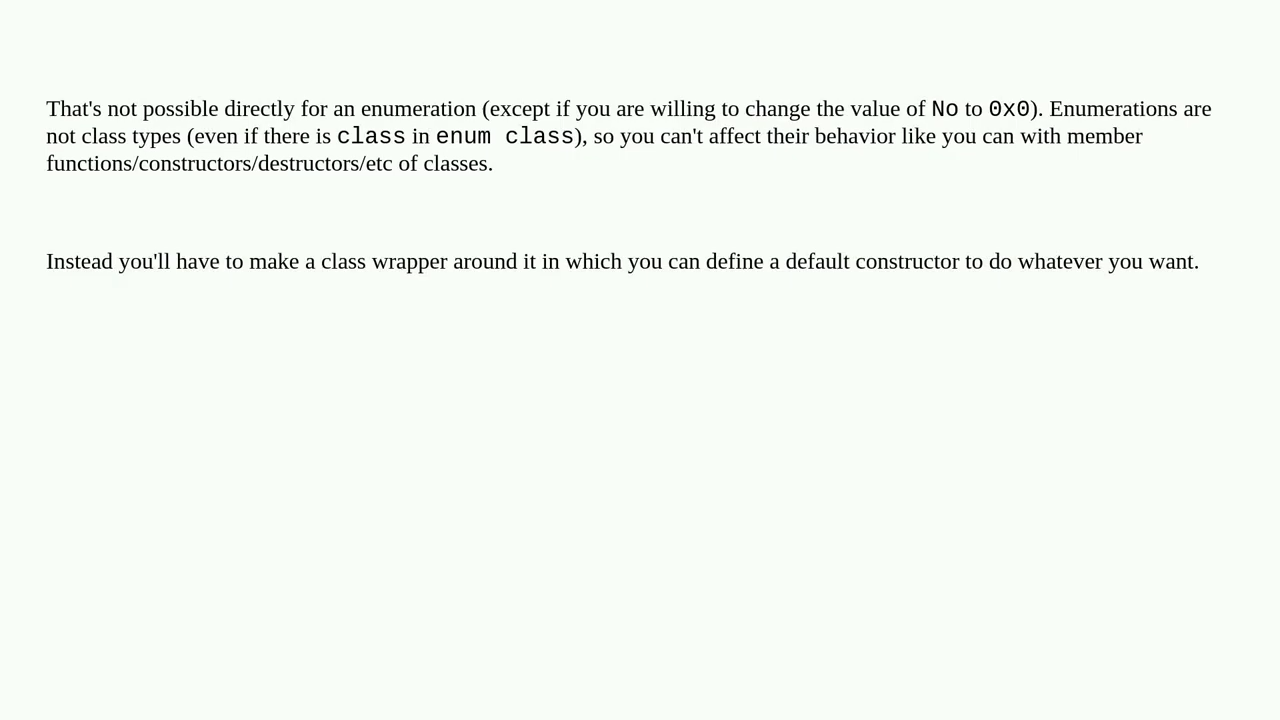 That's not possible directly for an enumeration (except if you are willing to change the value of No to 0x0). Enumerations are
not class types (even if there is class in enum class), so you can't affect their behavior like you can with member
functions/constructors/destructors/etc of classes.
Instead you'll have to make a class wrapper around it in which you can define a default constructor to do whatever you want.